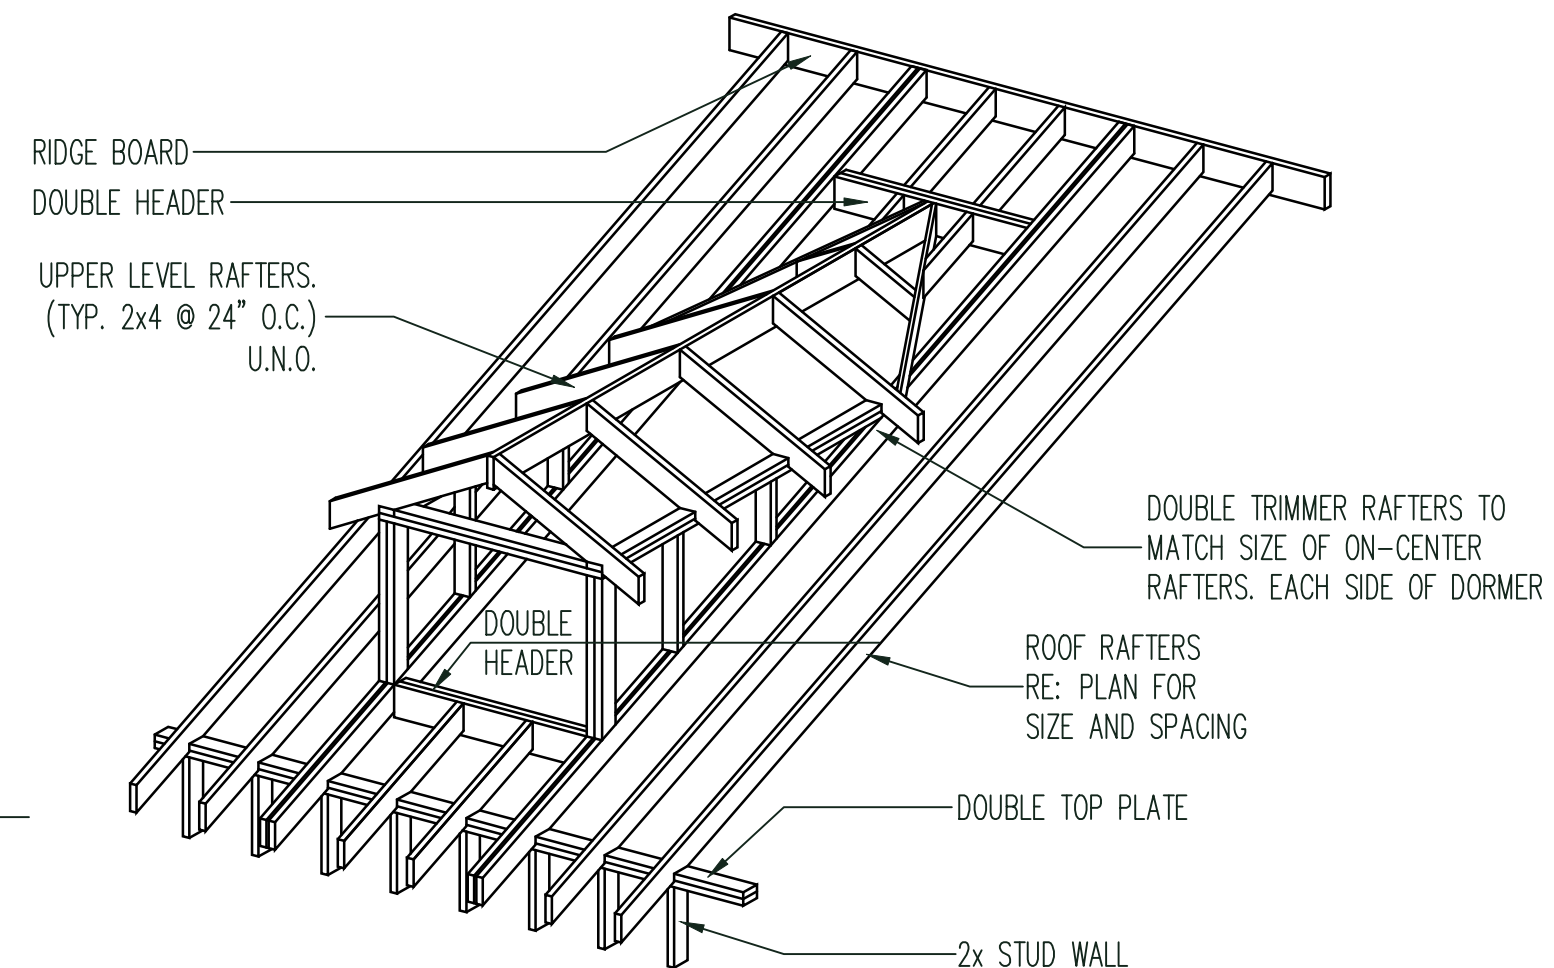 RIDGE BOARD
DOUBLE HEADER
UPPER LEVEL RAFTERS.
(TYP. 2x4 @ 24” O.C.)
U.N.O.
DOUBLE TRIMMER RAFTERS TO
MATCH SIZE OF ON-CENTER
RAFTERS. EACH SIDE OF DORMER
DOUBLE
HEADER
ROOF RAFTERS
RE: PLAN FOR
SIZE AND SPACING
DOUBLE TOP PLATE
2x STUD WALL